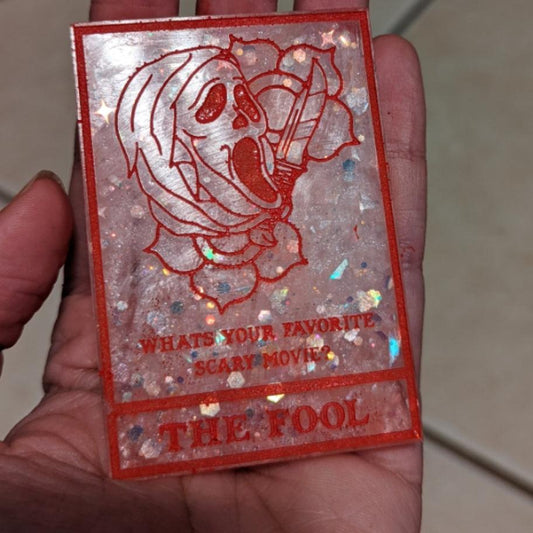 WHATS YOUR FAVORITE
SCARY MOVIE?
THE FOOL